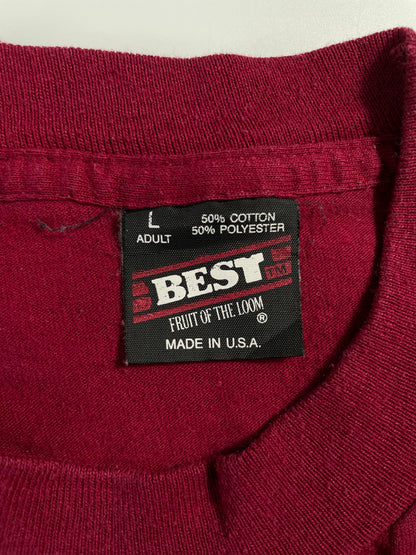 L 50% COTTON
ADULT 50% POLYESTER
BEST TM
FRUIT OF THE LOOM ®
MADE IN U.S.A.